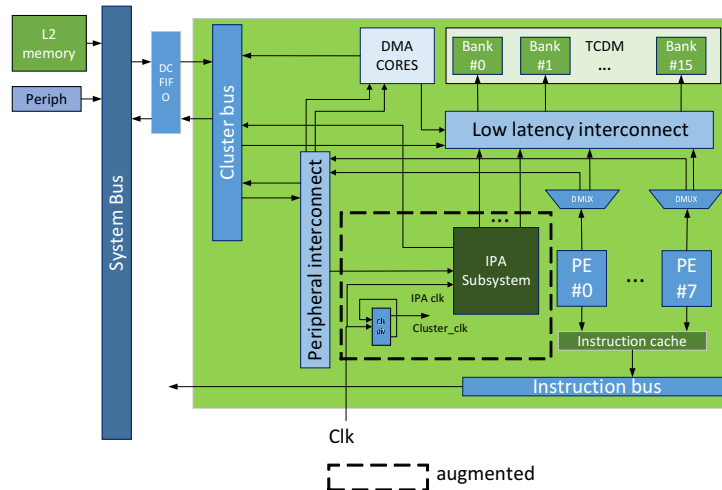 L2
memory
Periph
System Bus
DC
FIF
O
Cluster bus
DMA
CORES
TCDM
Bank
#0
Bank
#1
...
Bank
#15
Low latency interconnect
Peripheral interconnect
DMUX
DMUX
...
IPA
Subsystem
PE
#0
...
PE
#7
IPA clk
Clk
div
Cluster_clk
Instruction cache
Instruction bus
Clk
augmented